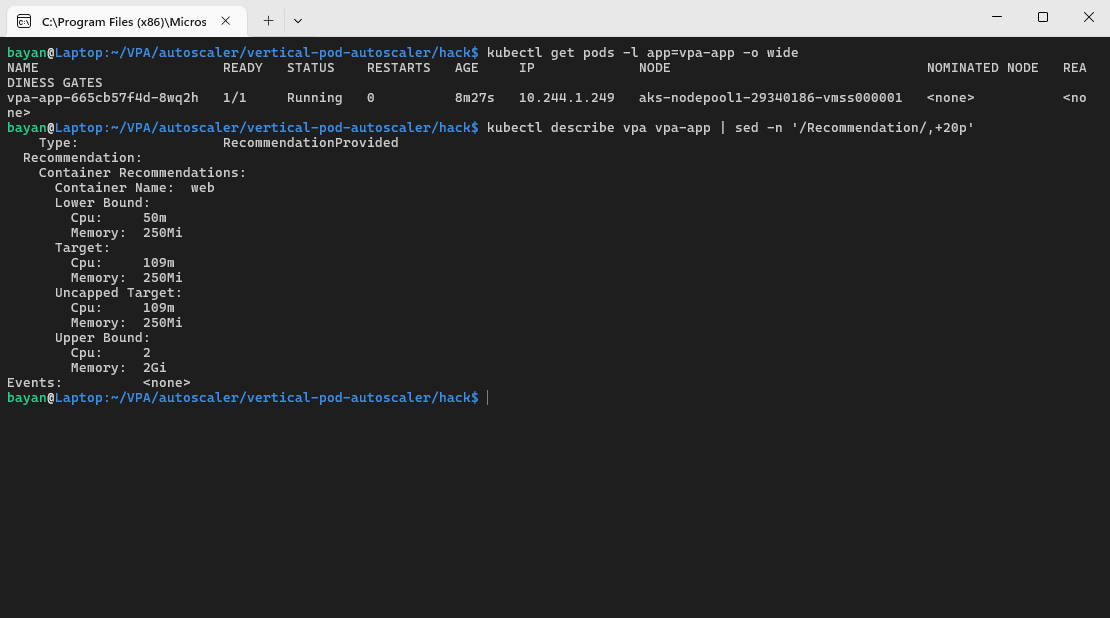 C:\Program Files (x86)\Micros
bayan@Laptop:~/VPA/autoscaler/vertical-pod-autoscaler/hack$ kubectl get pods -l app=vpa-app -o wide
NAME                       READY   STATUS    RESTARTS   AGE     IP             NODE                                NOMINATED NODE   REA
DINESS GATES
vpa-app-665cb57f4d-8wq2h   1/1     Running   0          8m27s   10.244.1.249   aks-nodepool1-29340186-vmss000001   <none>           <no
ne>
bayan@Laptop:~/VPA/autoscaler/vertical-pod-autoscaler/hack$ kubectl describe vpa vpa-app | sed -n '/Recommendation/,+20p'
    Type:                  RecommendationProvided
  Recommendation:
    Container Recommendations:
      Container Name:  web
      Lower Bound:
        Cpu:     50m
        Memory:  250Mi
      Target:
        Cpu:     109m
        Memory:  250Mi
      Uncapped Target:
        Cpu:     109m
        Memory:  250Mi
      Upper Bound:
        Cpu:     2
        Memory:  2Gi
Events:          <none>
bayan@Laptop:~/VPA/autoscaler/vertical-pod-autoscaler/hack$